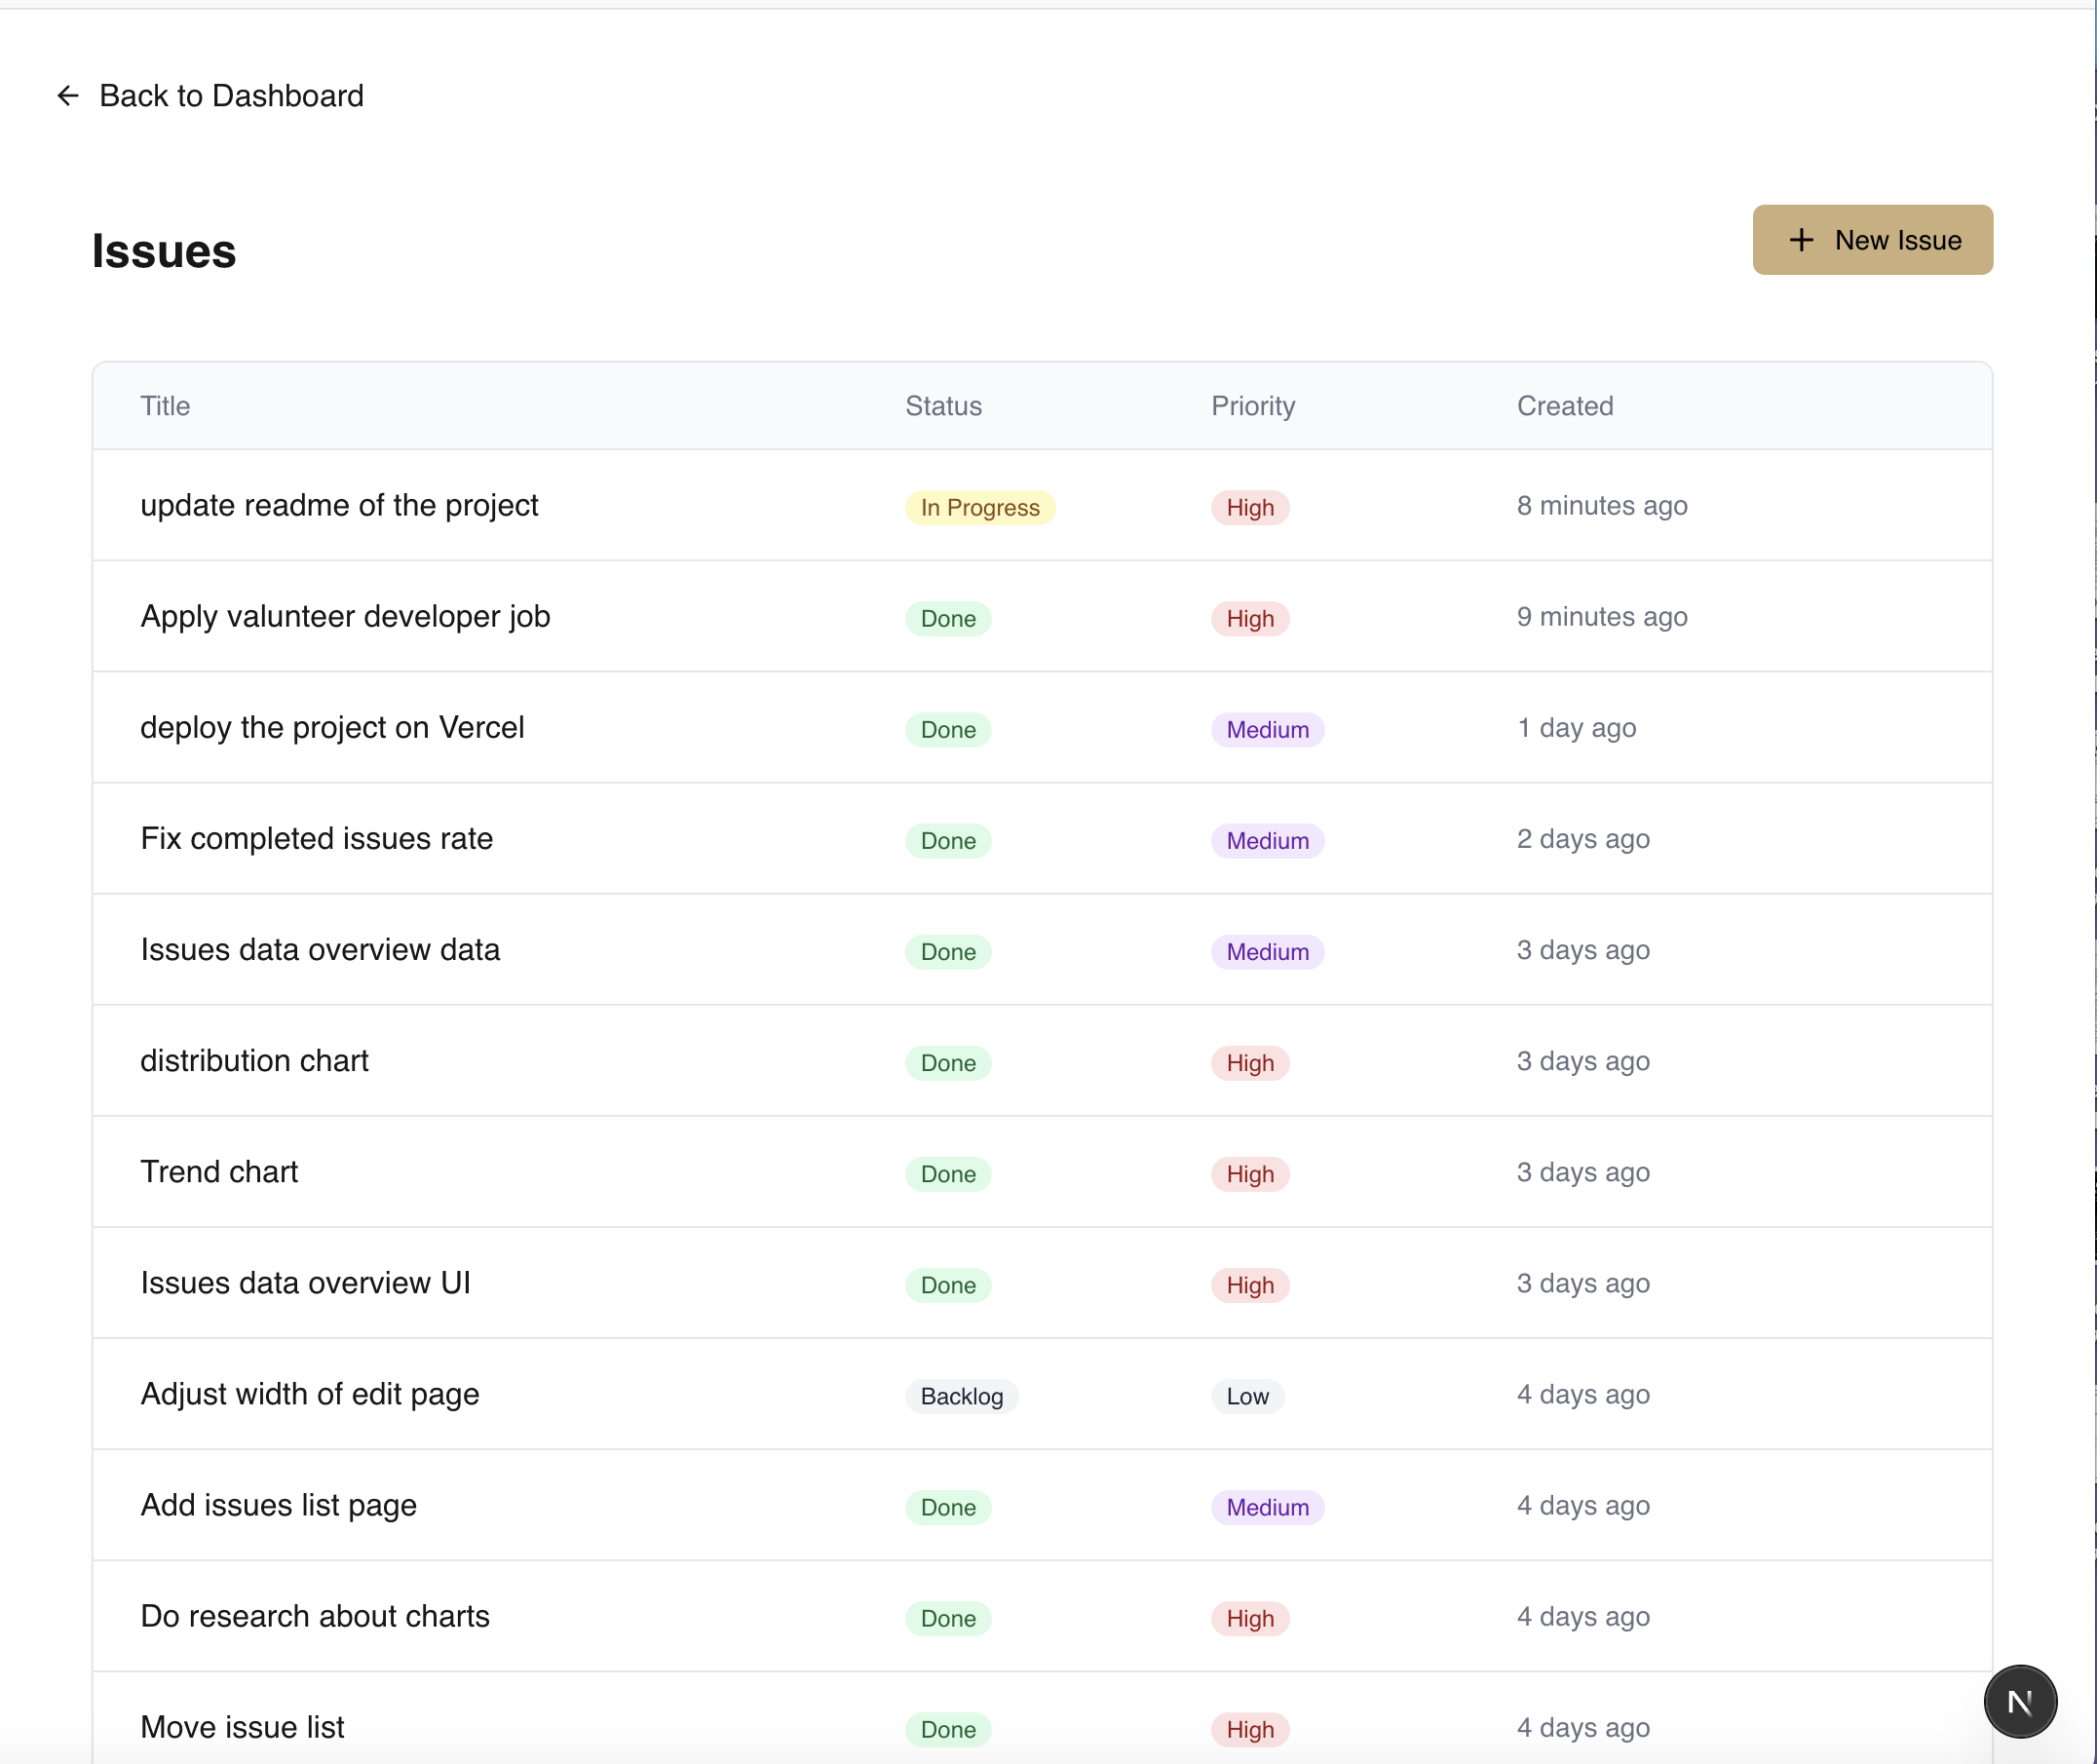 ← Back to Dashboard
Issues
+ New Issue
Title Status Priority Created
update readme of the project In Progress High 8 minutes ago
Apply valunteer developer job Done High 9 minutes ago
deploy the project on Vercel Done Medium 1 day ago
Fix completed issues rate Done Medium 2 days ago
Issues data overview data Done Medium 3 days ago
distribution chart Done High 3 days ago
Trend chart Done High 3 days ago
Issues data overview UI Done High 3 days ago
Adjust width of edit page Backlog Low 4 days ago
Add issues list page Done Medium 4 days ago
Do research about charts Done High 4 days ago
Move issue list Done High 4 days ago
N